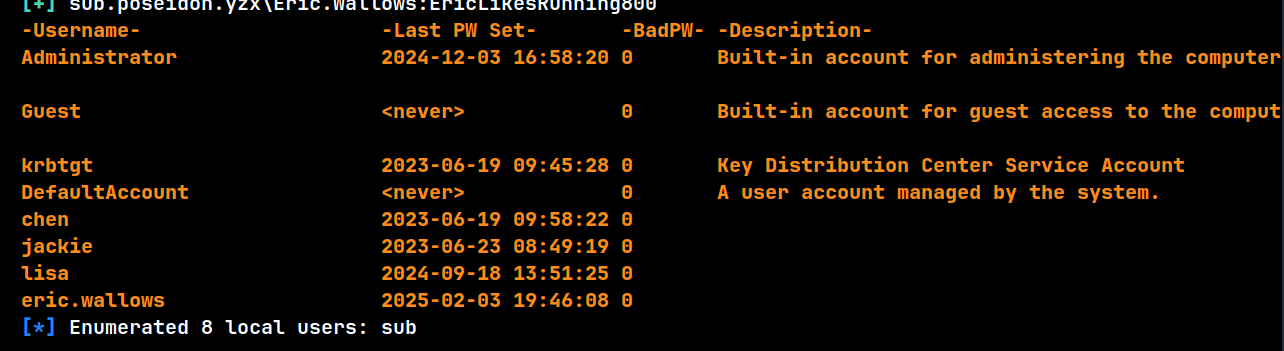 [+] sub.poseidon.yzx\Eric.Wallows:EricLikesRunning800
-Username- -Last PW Set- -BadPW- -Description-
Administrator 2024-12-03 16:58:20 0 Built-in account for administering the computer
Guest <never> 0 Built-in account for guest access to the comput
krbtgt 2023-06-19 09:45:28 0 Key Distribution Center Service Account
DefaultAccount <never> 0 A user account managed by the system.
chen 2023-06-19 09:58:22 0
jackie 2023-06-23 08:49:19 0
lisa 2024-09-18 13:51:25 0
eric.wallows 2025-02-03 19:46:08 0
[*] Enumerated 8 local users: sub